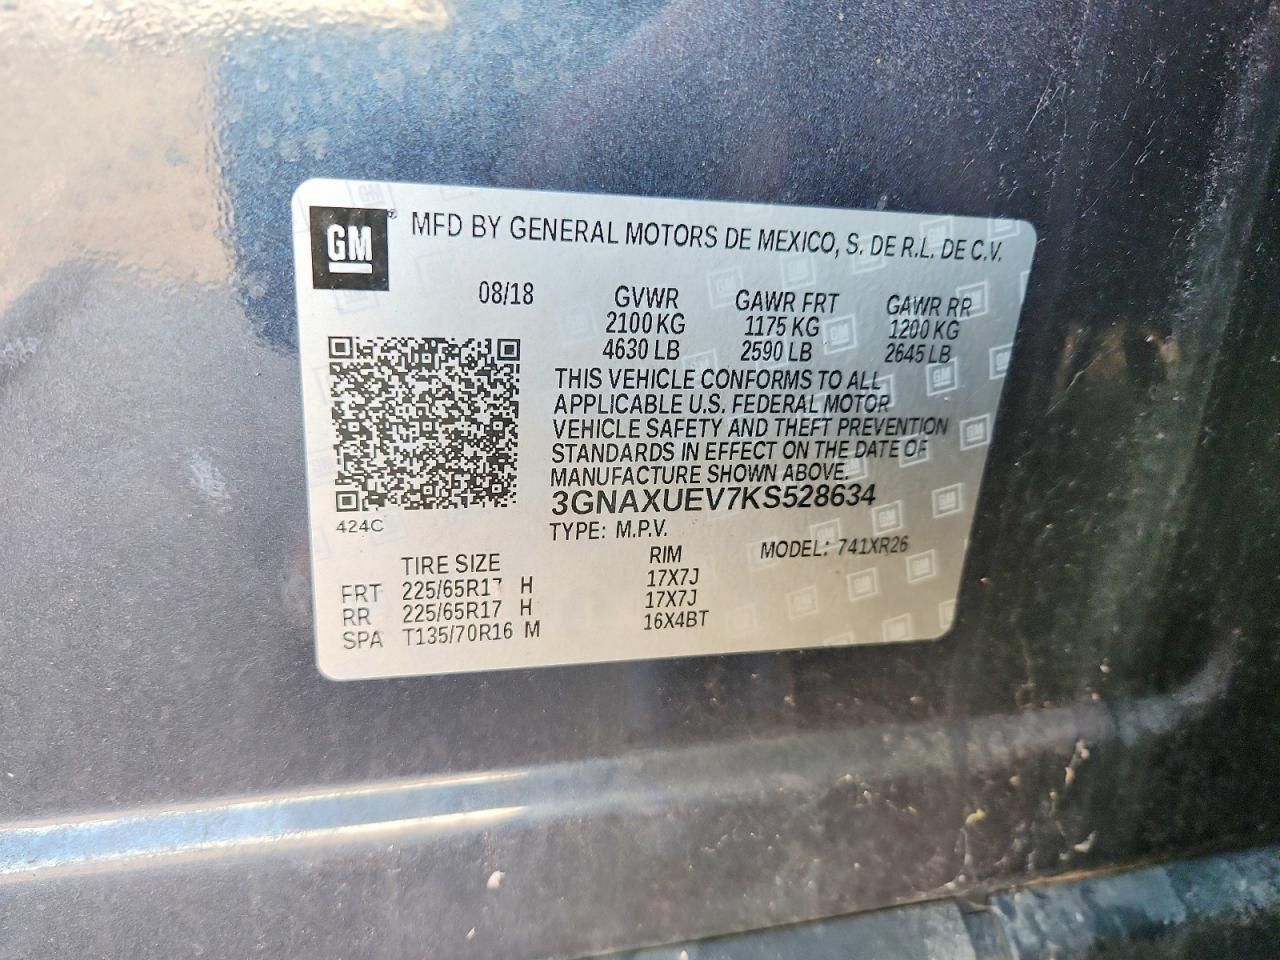 GM
MFD BY GENERAL MOTORS DE MEXICO, S. DE R.L. DE C.V.
08/18 GVWR GAWR FRT GAWR RR
2100 KG 1175 KG 1200 KG
4630 LB 2590 LB 2645 LB
THIS VEHICLE CONFORMS TO ALL
APPLICABLE U.S. FEDERAL MOTOR
VEHICLE SAFETY AND THEFT PREVENTION
STANDARDS IN EFFECT ON THE DATE OF
MANUFACTURE SHOWN ABOVE.
3GNAXUEV7KS528634
424C
TYPE: M.P.V. MODEL: 741XR26
TIRE SIZE RIM
FRT 225/65R17 H 17X7J
RR 225/65R17 H 17X7J
SPA T135/70R16 M 16X4BT